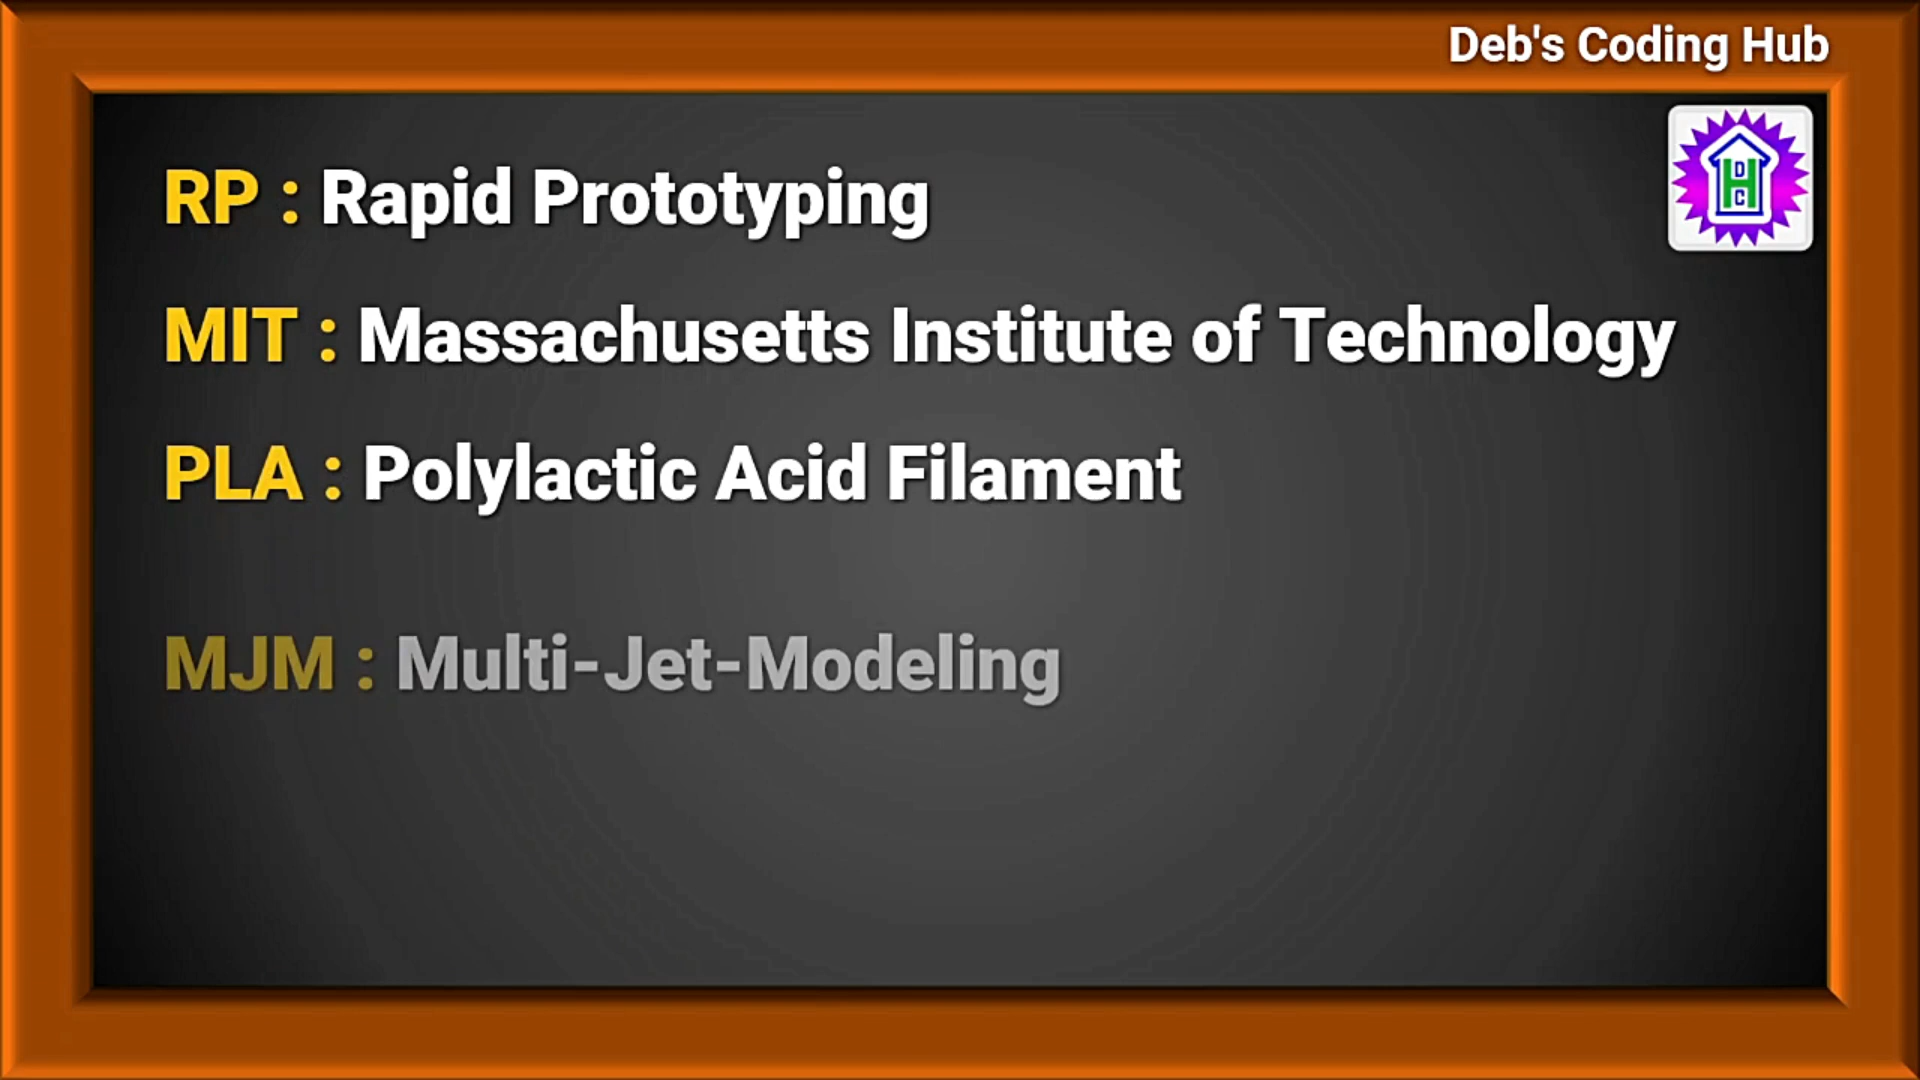 Deb's Coding Hub
D
H
C
RP : Rapid Prototyping
MIT : Massachusetts Institute of Technology
PLA : Polylactic Acid Filament
MJM : Multi-Jet-Modeling